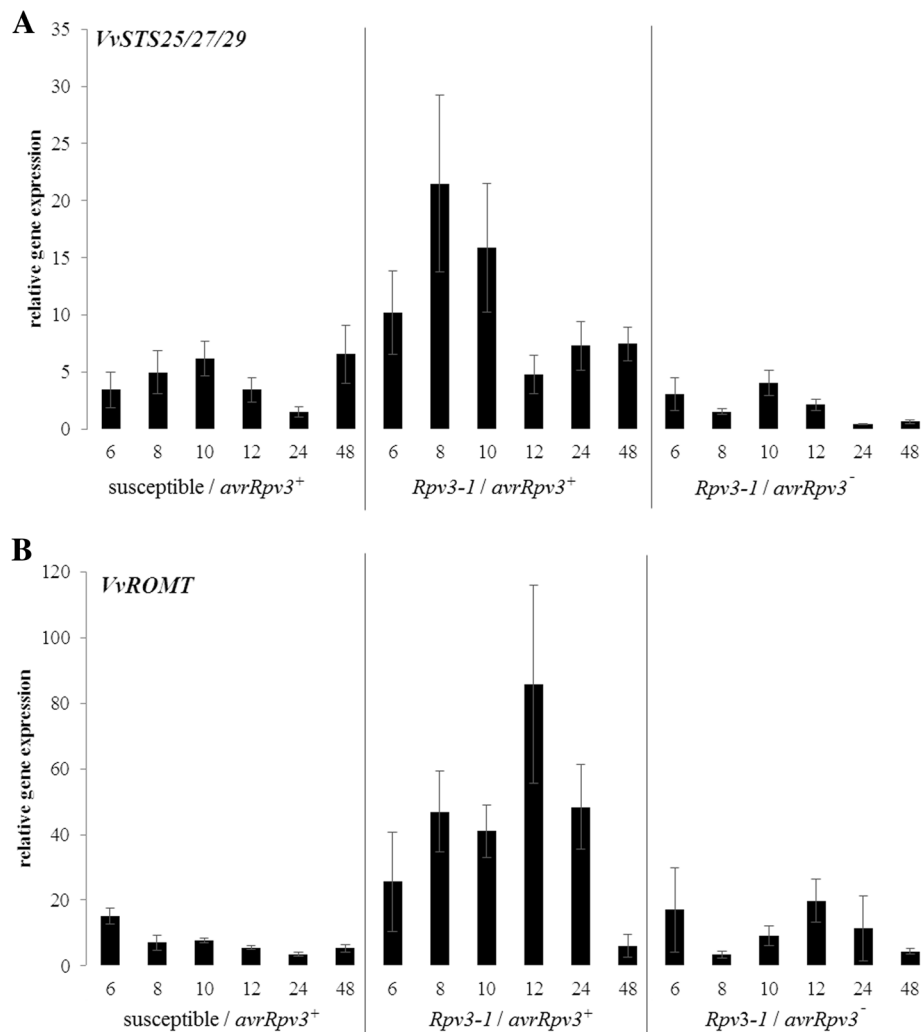 A
VvSTS25/27/29
relative gene expression
35
30
25
20
15
10
5
0
6 8 10 12 24 48 6 8 10 12 24 48 6 8 10 12 24 48
susceptible / avrRpv3+ Rpv3-1 / avrRpv3+ Rpv3-1 / avrRpv3-
B
VvROMT
relative gene expression
120
100
80
60
40
20
0
6 8 10 12 24 48 6 8 10 12 24 48 6 8 10 12 24 48
susceptible / avrRpv3+ Rpv3-1 / avrRpv3+ Rpv3-1 / avrRpv3-